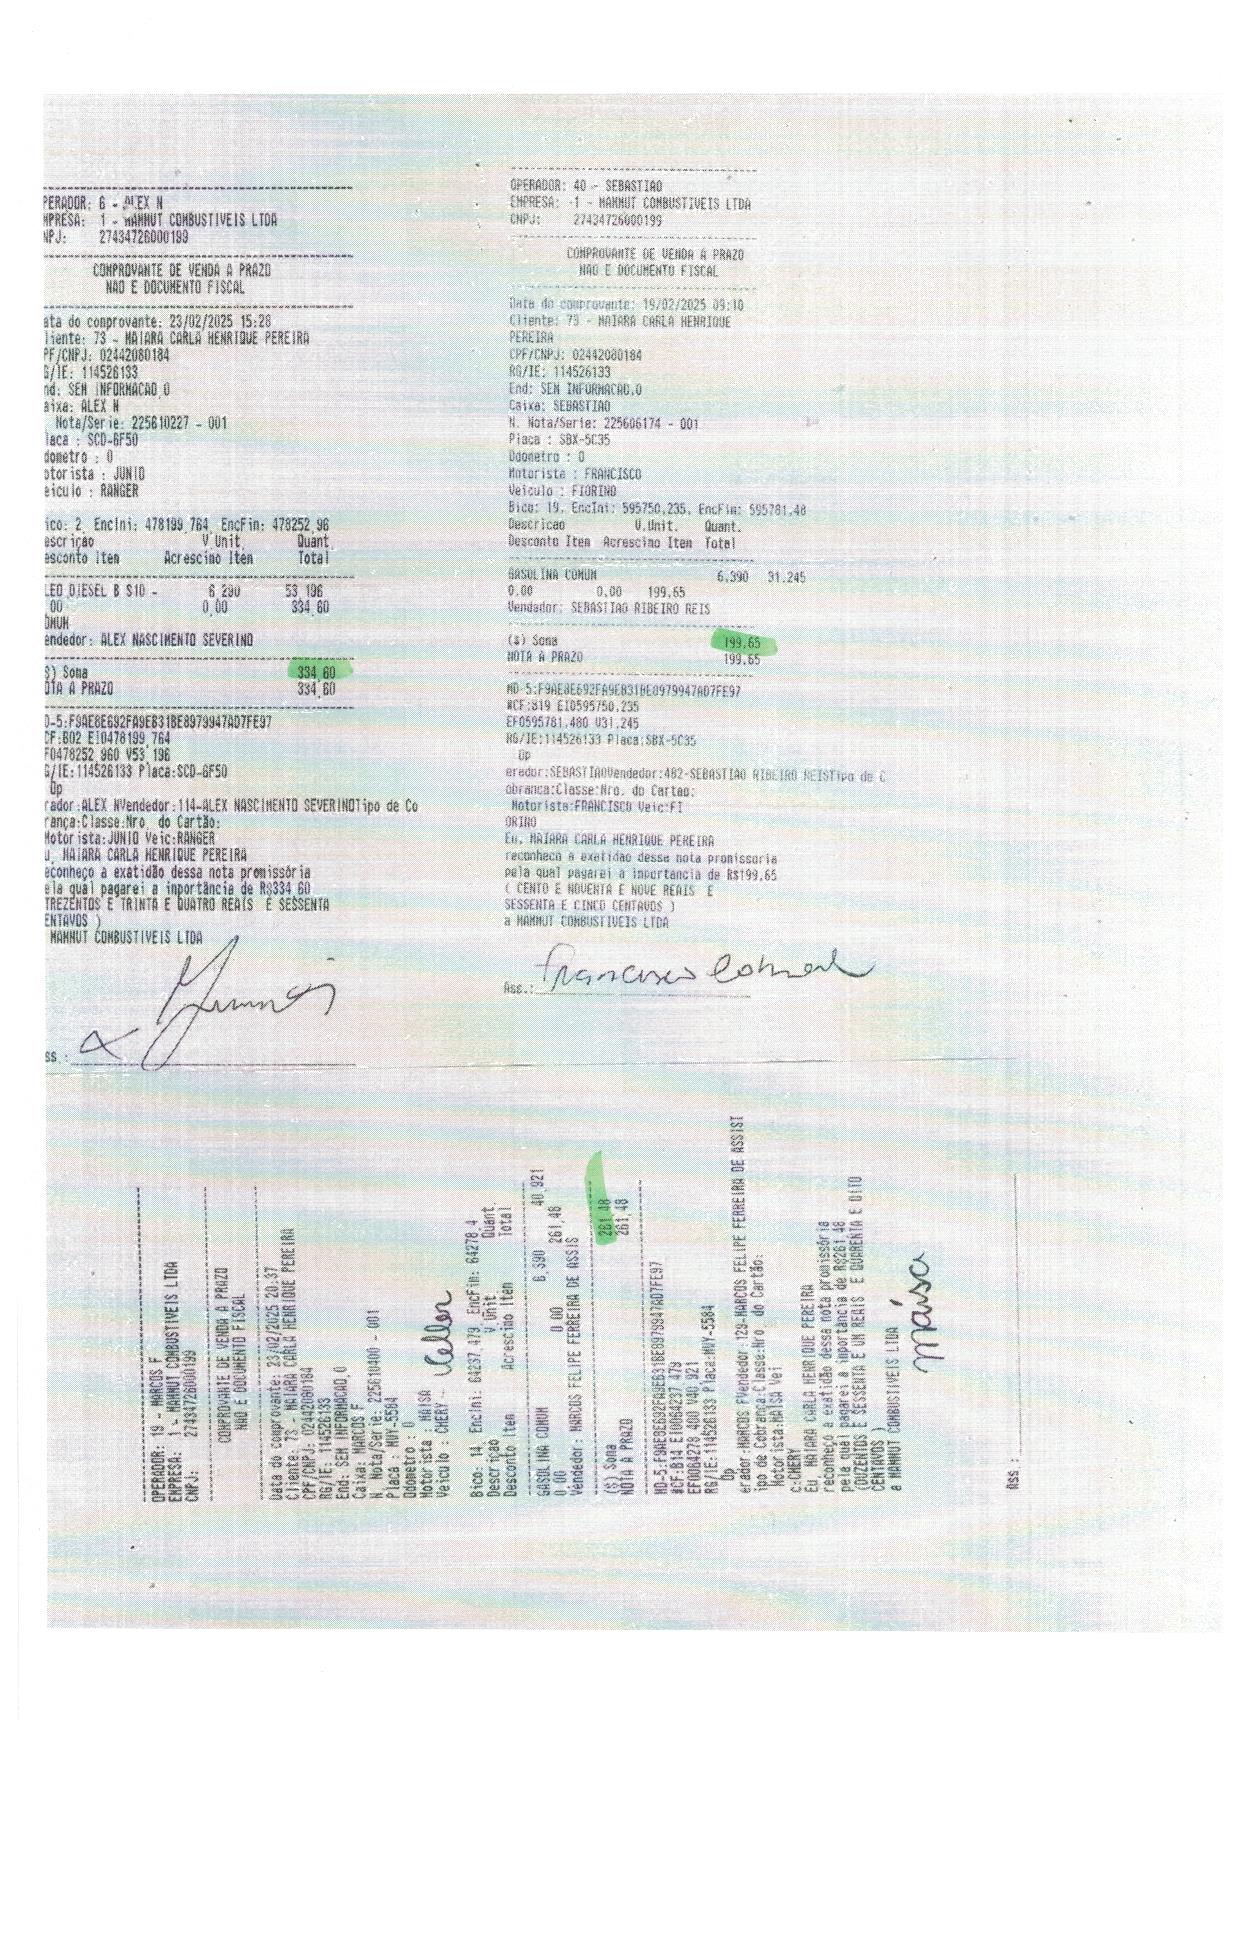 PERADOR: 6 - ALEX N
MPRESA: 1 - MAMMUT COMBUSTIVEIS LTDA
NPJ: 27434726000199
COMPROVANTE DE VENDA A PRAZO
NAO E DOCUMENTO FISCAL
ata do comprovante: 23/02/2025 15:28
liente: 73 - MAIARA CARLA HENRIQUE PEREIRA
PF/CNPJ: 02442080184
G/IE: 114526133
nd: SEM INFORMACAO 0
aixa: ALEX N
Nota/Serie: 225610227 - 001
laca : SCD-6F50
dometro : 0
otorista : JUNIO
eiculo : RANGER
ico: 2 EncIni: 478199 764, EncFin: 478252 96
escrição V Unit Quant
esconto Iten Acrescimo Iten Total
LEO DIESEL B S10 - 6 290 53 196
00 0,00 334 60
OMUM
endedor: ALEX NASCIMENTO SEVERINO
$) Soma 334,60
OTA A PRAZO 334,60
D-5:F9AE8E692FA9EB31BE8979947AD7FE97
CF:B02 EI0478199 764
F0478252 960 V53 196
G/IE:114526133 Placa:SCD-6F50
Op
rador:ALEX NVendedor:114-ALEX NASCIMENTO SEVERINOTipo de Co
rança:Classe:Nro do Cartão:
Motorista:JUNIO Veic:RANGER
u, MAIARA CARLA HENRIQUE PEREIRA
econheço a exatidão dessa nota promissória
ela qual pagarei a importância de R$334 60
TREZENTOS E TRINTA E QUATRO REAIS E SESSENTA
ENTAVOS )
MAMMUT COMBUSTIVEIS LTDA
ss :
OPERADOR: 40 - SEBASTIAO
EMPRESA: 1 - MAMMUT COMBUSTIVEIS LTDA
CNPJ: 27434726000199
COMPROVANTE DE VENDA A PRAZO
NAO E DOCUMENTO FISCAL
Data do comprovante: 19/02/2025 09:10
Cliente: 73 - MAIARA CARLA HENRIQUE
PEREIRA
CPF/CNPJ: 02442080184
RG/IE: 114526133
End: SEM INFORMACAO,0
Caixa: SEBASTIAO
N. Nota/Serie: 225606174 - 001
Placa : SBX-5C35
Odometro : 0
Motorista : FRANCISCO
Veiculo : FIORINO
Bico: 19, EncIni: 595750,235, EncFin: 595781,48
Descricao V.Unit. Quant.
Desconto Item Acrescimo Item Total
GASOLINA COMUM 6,390 31.245
0.00 0.00 199.65
Vendedor: SEBASTIAO RIBEIRO REIS
($) Soma 199,65
NOTA A PRAZO 199,65
MD-5:F9AE8E692FA9EB31BE8979947AD7FE97
#CF:B19 EI0595750,235
EF0595781.480 V31.245
RG/IE:114526133 Placa:SBX-5C35
Op
erador:SEBASTIAOVendedor:482-SEBASTIAO RIBEIRO REISTipo de C
obranca:Classe:Nro. do Cartao:
Motorista:FRANCISCO Veic:FI
ORINO
Eu, MAIARA CARLA HENRIQUE PEREIRA
reconheco a exatidao dessa nota promissoria
pela qual pagarei a importancia de R$199,65
( CENTO E NOVENTA E NOVE REAIS E
SESSENTA E CINCO CENTAVOS )
a MAMMUT COMBUSTIVEIS LTDA
Ass.: Francisco
OPERADOR: 19 - MARCOS F
EMPRESA: 1 - MAMMUT COMBUSTIVEIS LTDA
CNPJ: 27434726000199
COMPROVANTE DE VENDA A PRAZO
NAO E DOCUMENTO FISCAL
Data do comprovante: 23/02/2025 20:37
Cliente: 73 - MAIARA CARLA HENRIQUE PEREIRA
CPF/CNPJ: 02442080184
RG/IE: 114526133
End: SEM INFORMACAO,0
Caixa: MARCOS F
N Nota/Serie: 225610400 - 001
Placa : MUY-5584
Odometro : 0
Motorista : MAISA
Veiculo : CHERY
Bico: 14 EncIni: 64237 479 EncFin: 64278 4
Descrição V Unit Quant
Desconto Iten Acrescimo Iten Total
GASOLINA COMUM 6,390 40,921
0 00 0 00 261,48
Vendedor: MARCOS FELIPE FERREIRA DE ASSIS
($) Soma 261,48
NOTA A PRAZO 261,48
MD-5:F9AE8E692FA9EB31BE8979947AD7FE97
#CF:B14 EI0064237 479
EF0064278 400 V40 921
RG/IE:114526133 Placa:MUY-5584
Op
erador:MARCOS FVendedor:129-MARCOS FELIPE FERREIRA DE ASSIST
ipo de Cobrança:Classe:Nro do Cartão:
Motorista:MAISA Vei
c:CHERY
Eu MAIARA CARLA HENRIQUE PEREIRA
reconheço a exatidão dessa nota promissória
pela qual pagarei a importância de R$261,48
(DUZENTOS E SESSENTA E UM REAIS E QUARENTA E OITO
CENTAVOS )
a MAMMUT COMBUSTIVEIS LTDA
maísa
Ass :